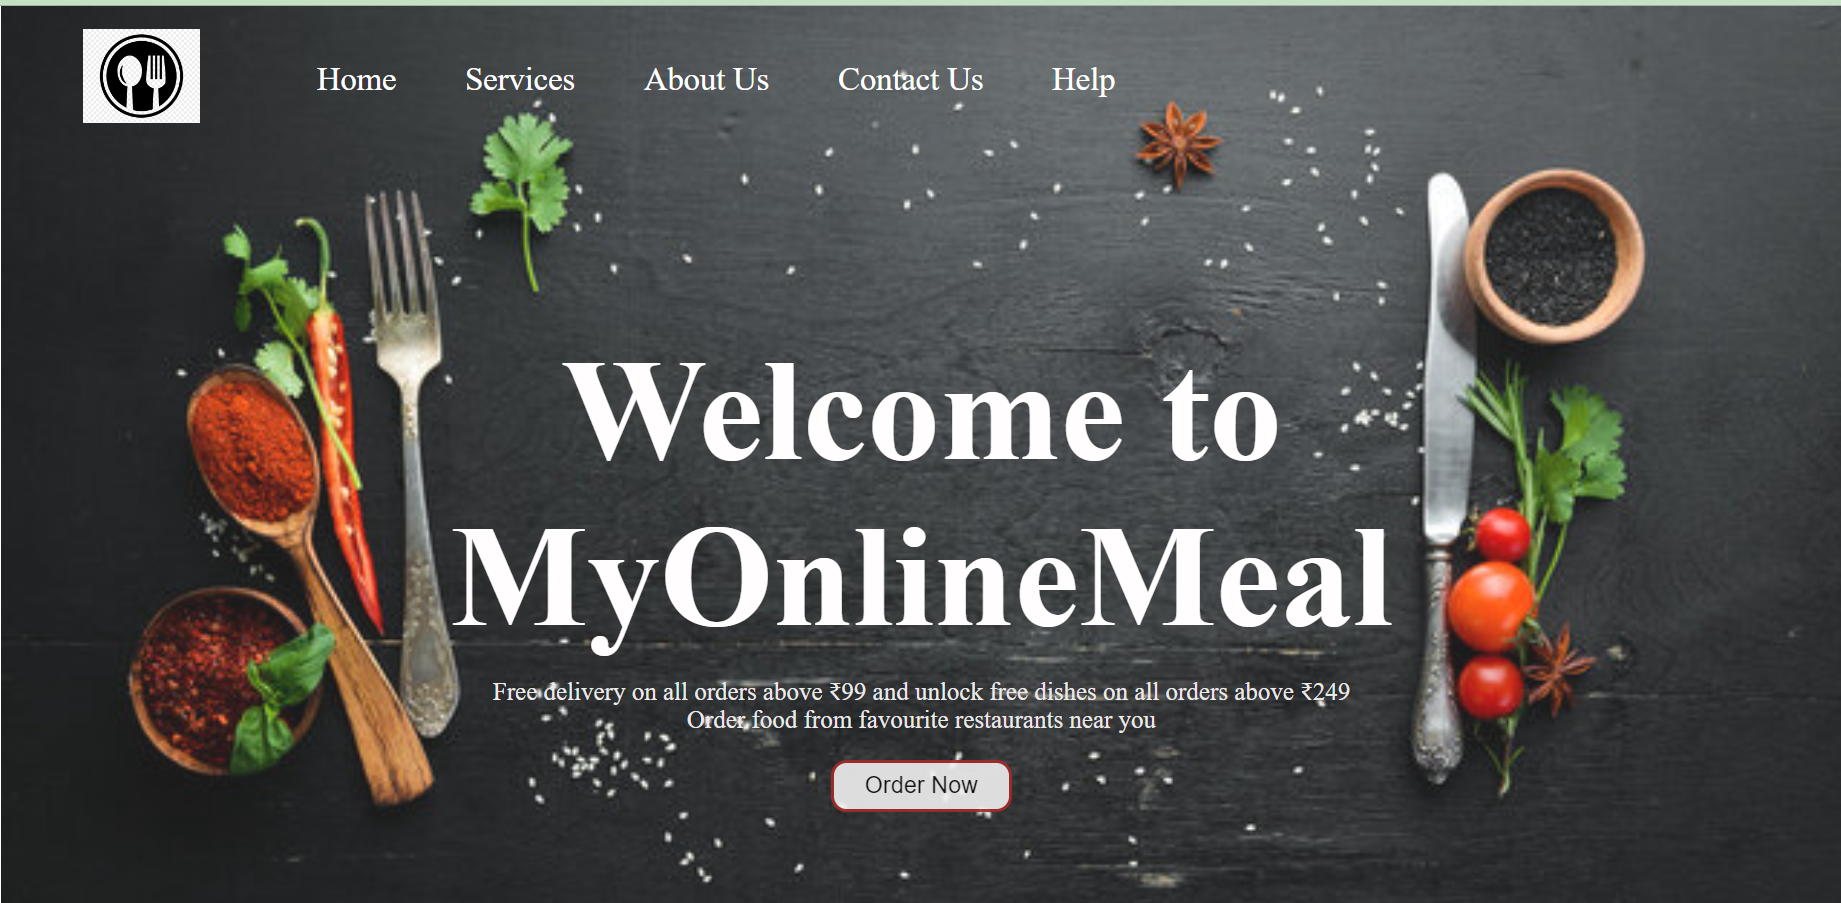 Home Services About Us Contact Us Help
Welcome to
MyOnlineMeal
Free delivery on all orders above ₹99 and unlock free dishes on all orders above ₹249
Order food from favourite restaurants near you
Order Now